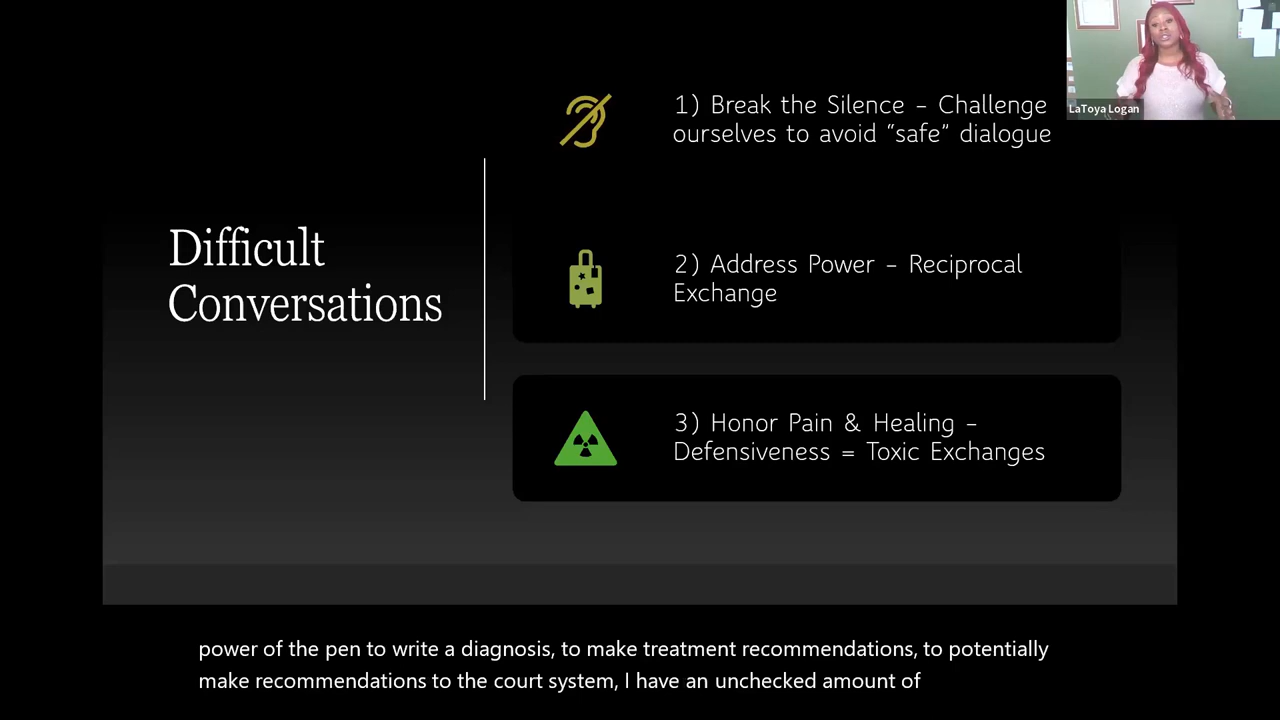 1) Break the Silence – Challenge
ourselves to avoid “safe” dialogue
LaToya Logan
Difficult
Conversations
2) Address Power – Reciprocal
Exchange
3) Honor Pain & Healing –
Defensiveness = Toxic Exchanges
power of the pen to write a diagnosis, to make treatment recommendations, to potentially
make recommendations to the court system, I have an unchecked amount of